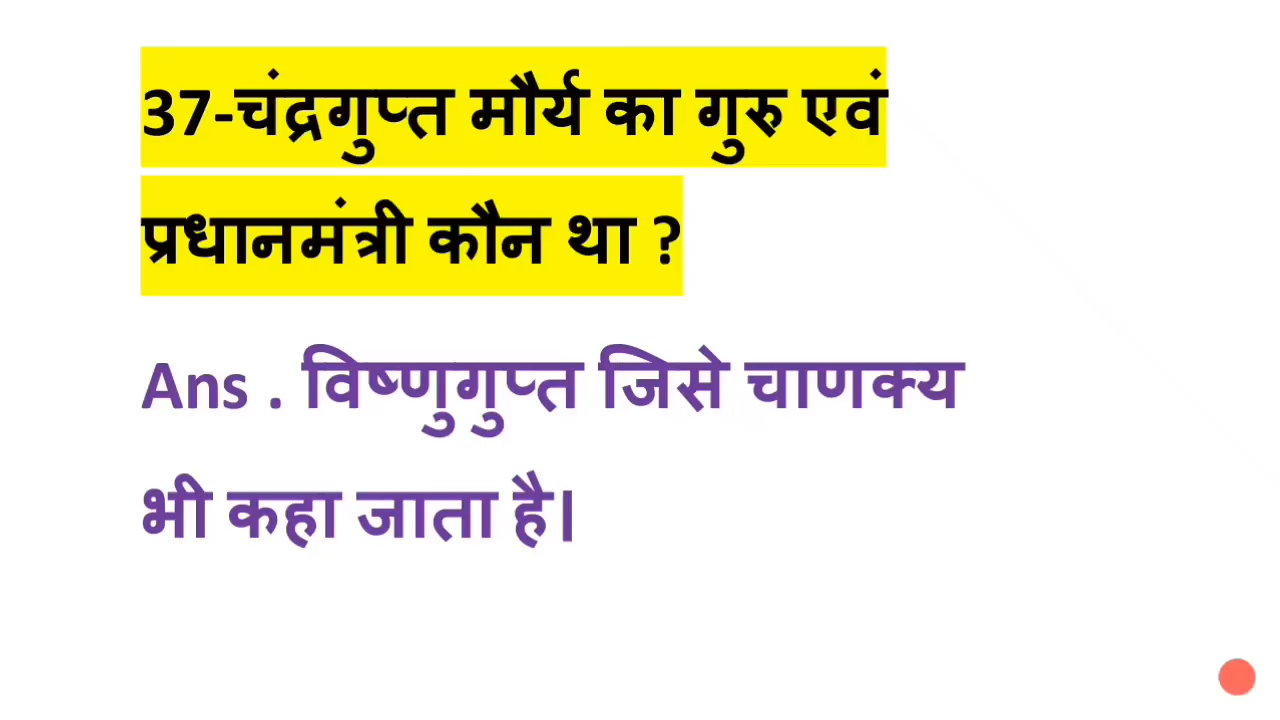 37-चंद्रगुप्त मौर्य का गुरु एवं
प्रधानमंत्री कौन था ?
Ans . विष्णुगुप्त जिसे चाणक्य
भी कहा जाता है।